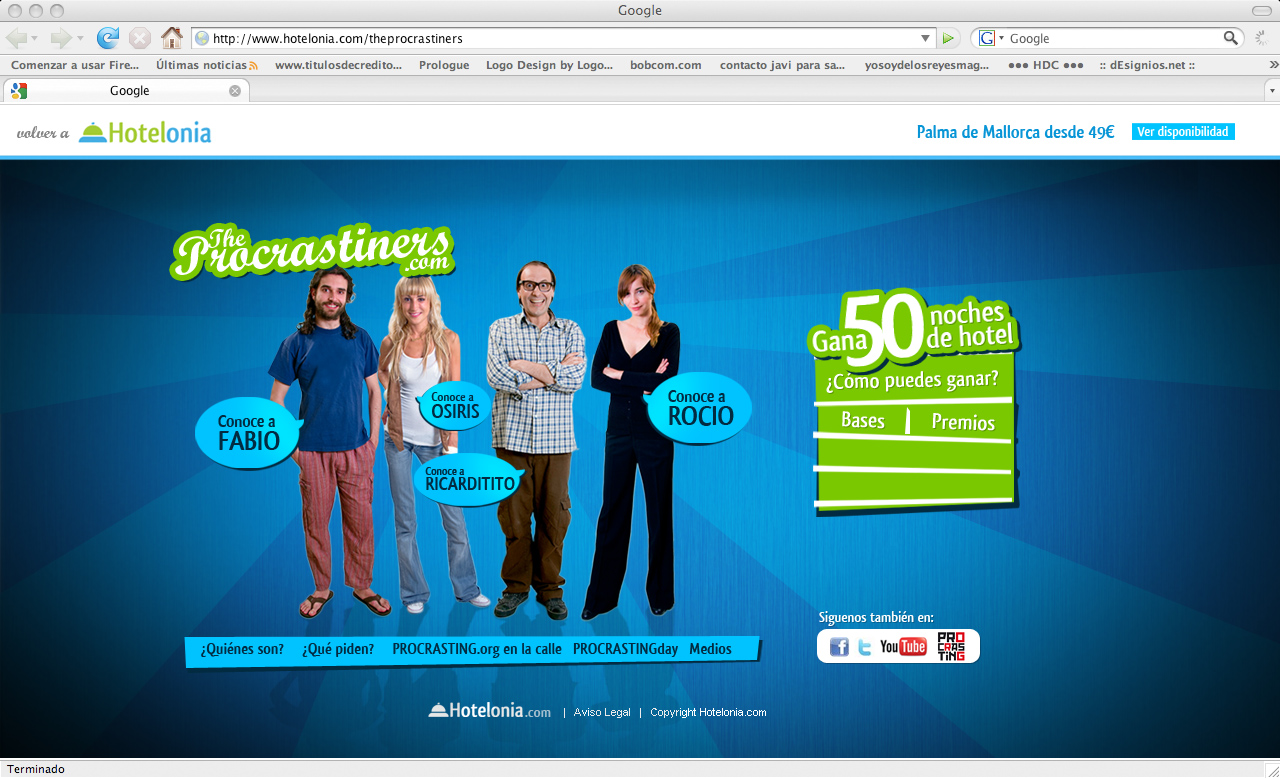 Google
http://www.hotelonia.com/theprocrastiners
Google
Comenzar a usar Fire...
Últimas noticias
www.titulosdecredito...
Prologue
Logo Design by Logo...
bobcom.com
contacto javi para sa...
yosoydelosreyesmag...
••• HDC •••
:: dEsignios.net ::
Google
volver a Hotelonia
Palma de Mallorca desde 49€
Ver disponibilidad
The
Procrastiners
.com
Gana 50 noches
de hotel
¿Cómo puedes ganar?
Bases | Premios
Conoce a
FABIO
Conoce a
OSIRIS
Conoce a
RICARDITITO
Conoce a
ROCIO
Siguenos también en:
f t YouTube PROCRASTING
¿Quiénes son? ¿Qué piden? PROCRASTING.org en la calle PROCRASTINGday Medios
Hotelonia.com | Aviso Legal | Copyright Hotelonia.com
Terminado